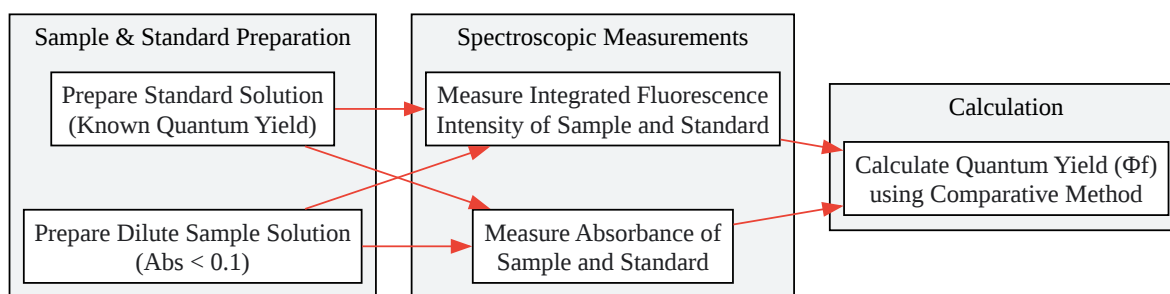 Sample & Standard Preparation
Prepare Standard Solution
(Known Quantum Yield)
Prepare Dilute Sample Solution
(Abs < 0.1)
Spectroscopic Measurements
Measure Integrated Fluorescence
Intensity of Sample and Standard
Measure Absorbance of
Sample and Standard
Calculation
Calculate Quantum Yield (Φf)
using Comparative Method